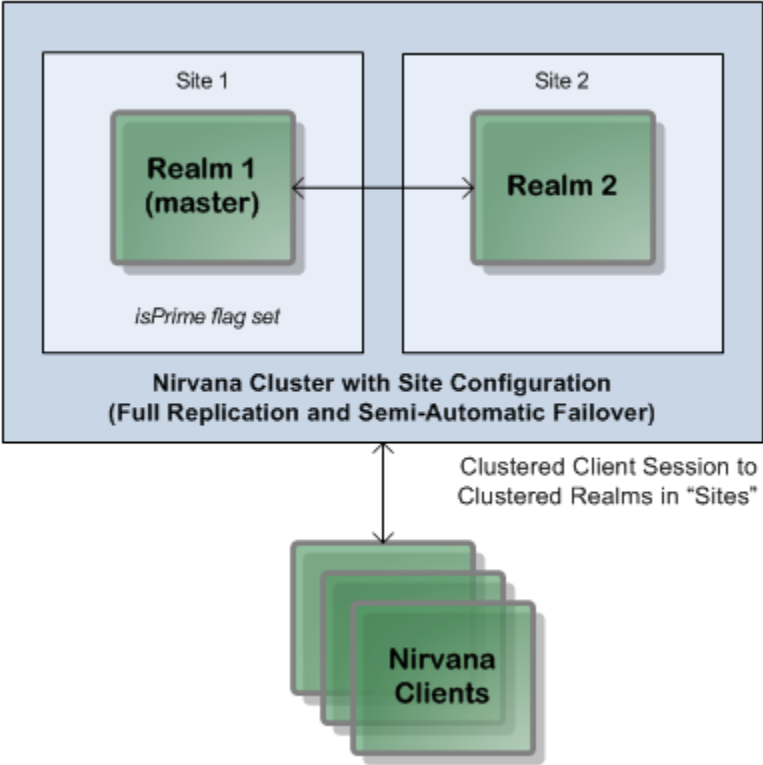 Site 1
Site 2
Realm 1
(master)
Realm 2
isPrime flag set
Nirvana Cluster with Site Configuration
(Full Replication and Semi-Automatic Failover)
Clustered Client Session to
Clustered Realms in “Sites”
Nirvana
Clients